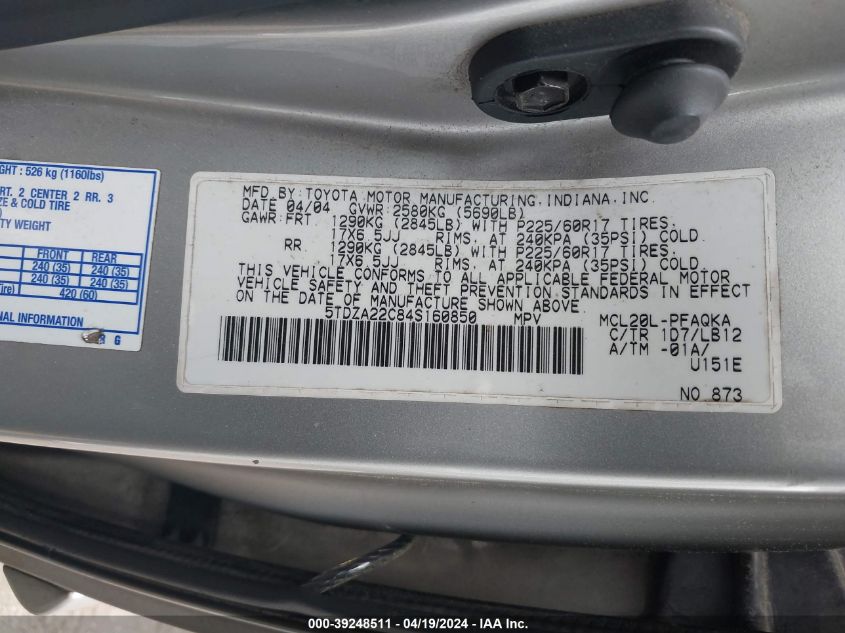 GHT : 526 kg (1160lbs)
RT. 2 CENTER 2 RR. 3
ZE & COLD TIRE
TY WEIGHT
FRONT REAR
240 (35) 240 (35)
240 (35) 240 (35)
ire) 420 (60)
NAL INFORMATION
G
MFD. BY: TOYOTA MOTOR MANUFACTURING, INDIANA, INC.
DATE 04/04 GVWR: 2580KG (5690LB)
GAWR: FRT 1290KG (2845LB) WITH P225/60R17 TIRES.
17X6.5JJ RIMS. AT 240KPA (35PSI) COLD.
RR 1290KG (2845LB) WITH P225/60R17 TIRES.
17X6.5JJ RIMS. AT 240KPA (35PSI) COLD.
THIS VEHICLE CONFORMS TO ALL APPLICABLE FEDERAL MOTOR
VEHICLE SAFETY AND THEFT PREVENTION STANDARDS IN EFFECT
ON THE DATE OF MANUFACTURE SHOWN ABOVE.
5TDZA22C84S160850 MPV MCL20L-PFAQKA
C/TR 1D7/LB12
A/TM -01A/
U151E
NO. 873
000-39248511 - 04/19/2024 - IAA Inc.